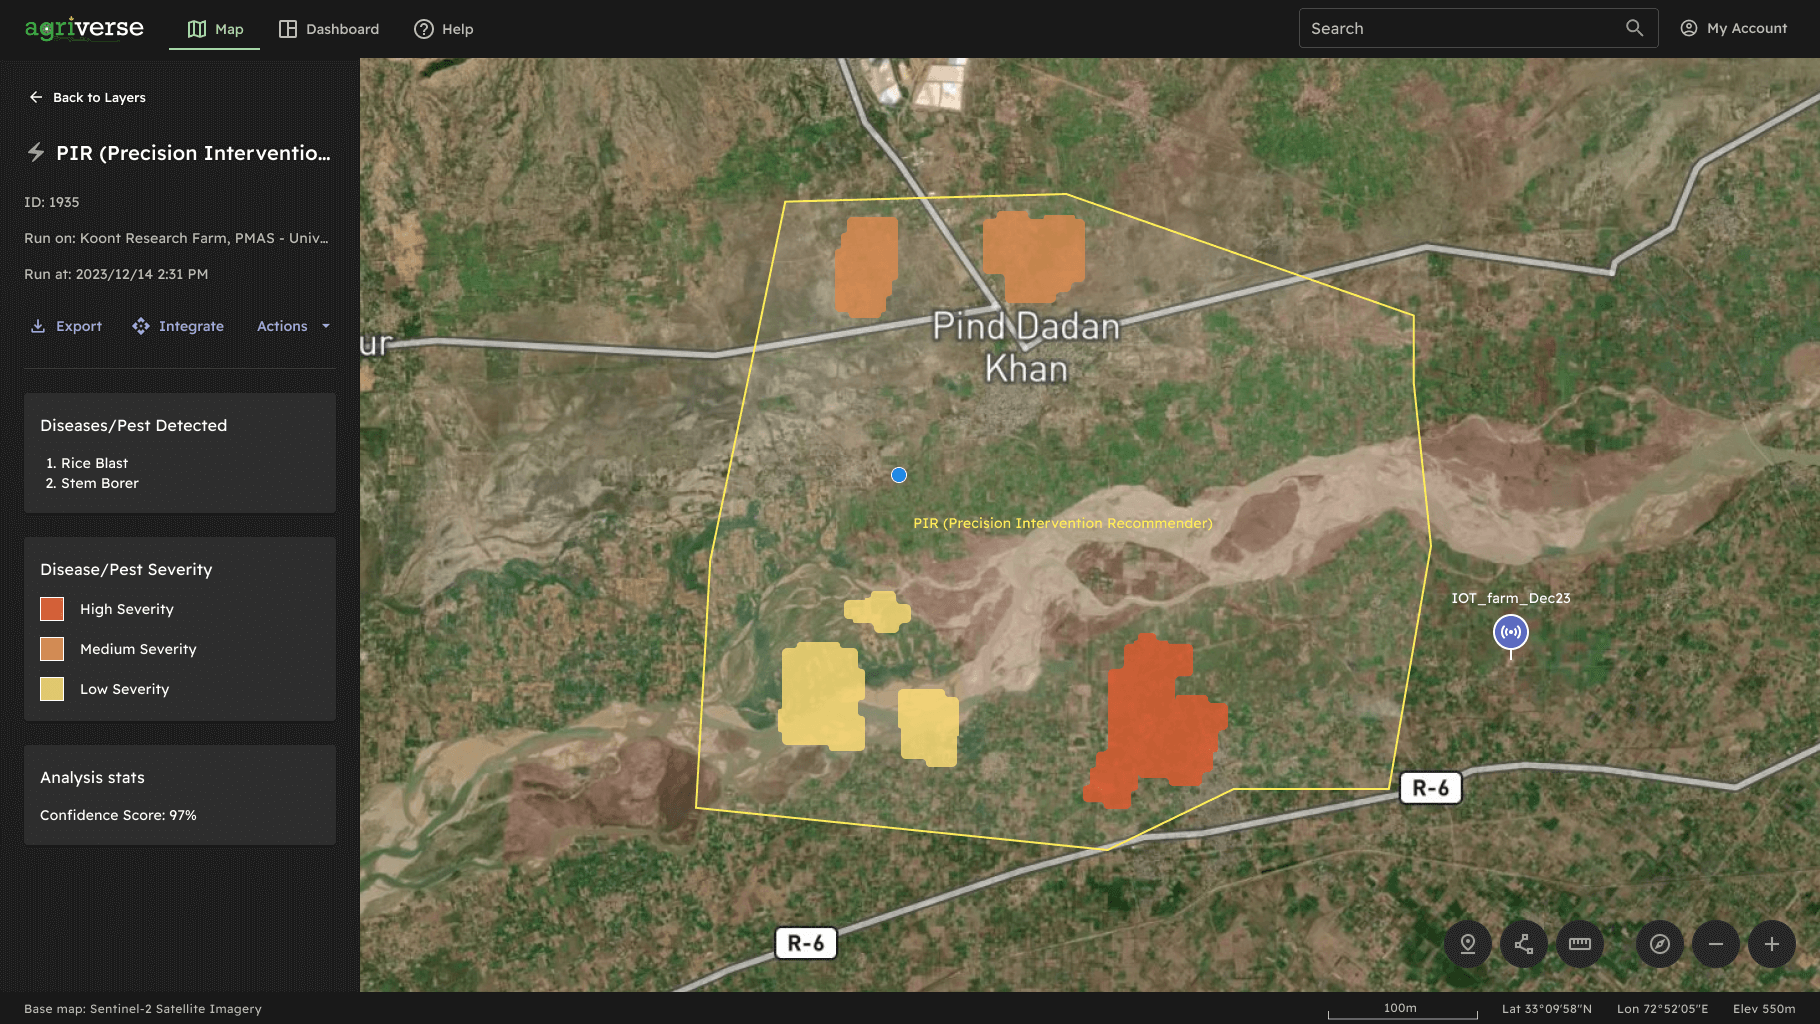 agriverse
Map
Dashboard
Help
Search
My Account
Back to Layers
PIR (Precision Interventio...
ID: 1935
Run on: Koont Research Farm, PMAS - Univ...
Run at: 2023/12/14 2:31 PM
Export
Integrate
Actions
Diseases/Pest Detected
1. Rice Blast
2. Stem Borer
Disease/Pest Severity
High Severity
Medium Severity
Low Severity
Analysis stats
Confidence Score: 97%
ur
Pind Dadan
Khan
PIR (Precision Intervention Recommender)
IOT_farm_Dec23
R-6
R-6
Base map: Sentinel-2 Satellite Imagery
100m
Lat 33°09'58"N
Lon 72°52'05"E
Elev 550m